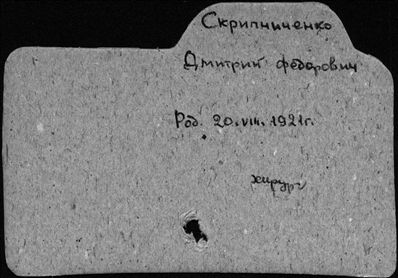 Скрипниченко
Дмитрий Федорович
Род. 20.VIII.1921г.
хирург